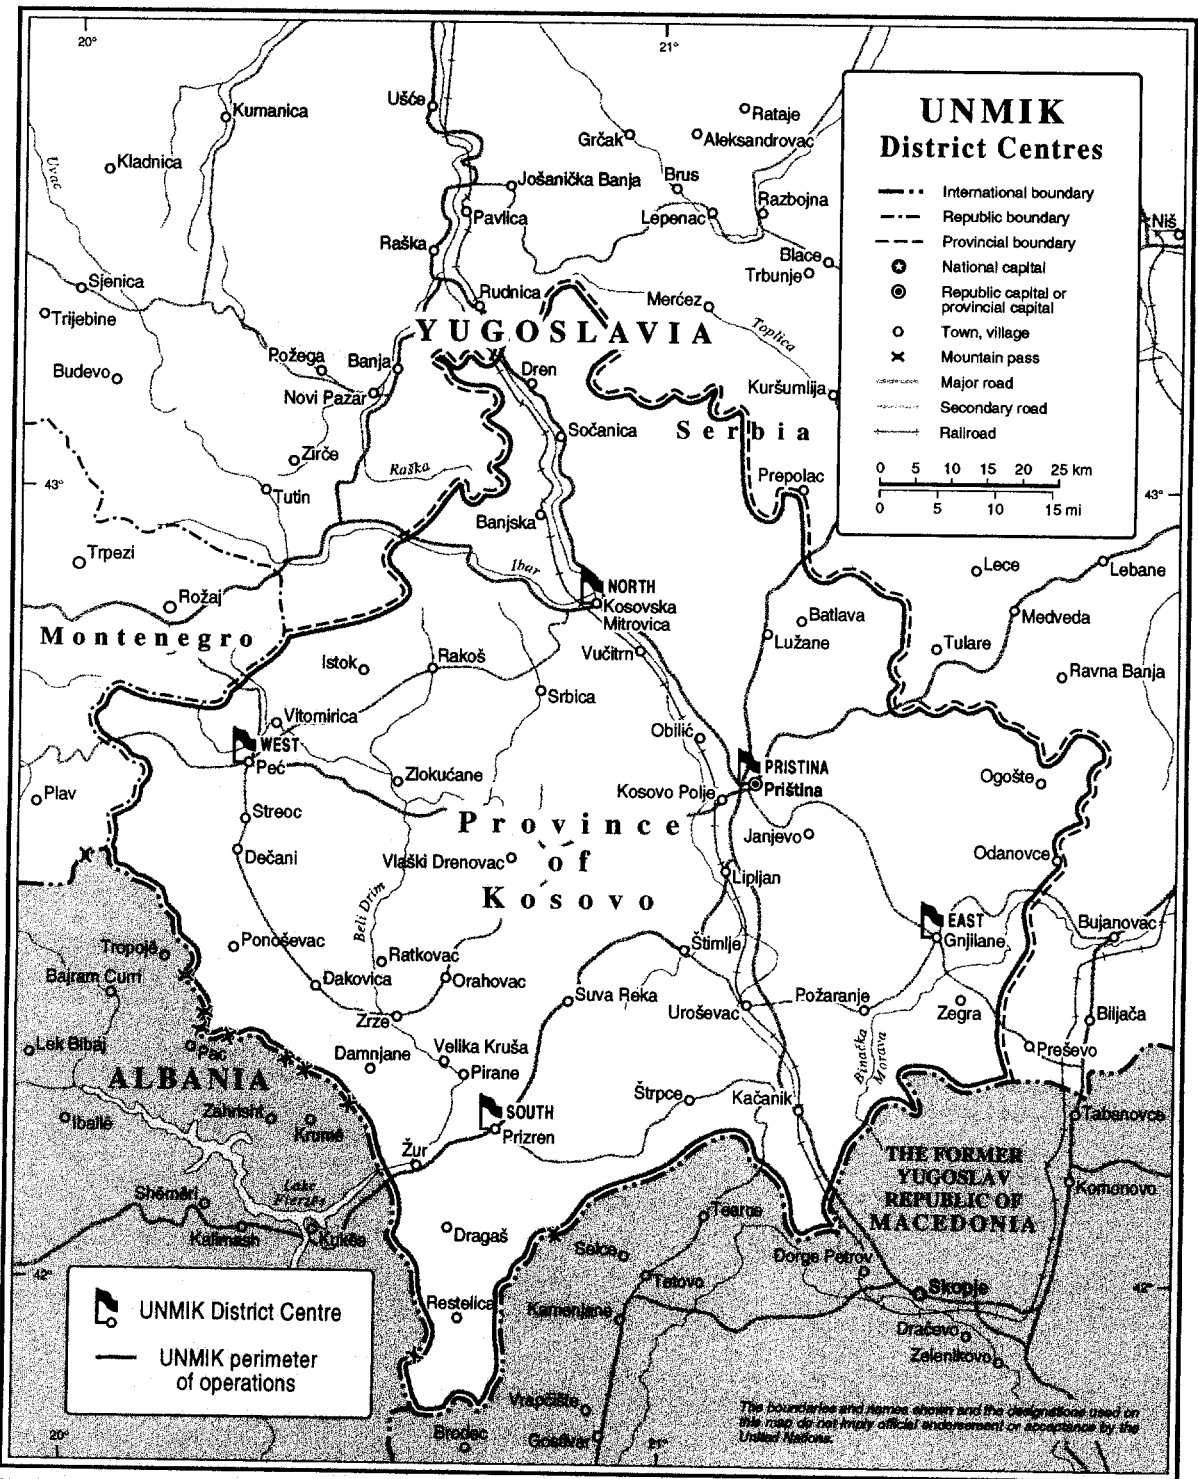 20°
21°
UNMIK
District Centres
International boundary
Republic boundary
Provincial boundary
National capital
Republic capital or
provincial capital
Town, village
Mountain pass
Major road
Secondary road
Railroad
0 5 10 15 20 25 km
0 5 10 15 mi
Ušće
Kumanica
Rataje
Grčak
Aleksandrovac
Uvac
Kladnica
Jošanička Banja
Brus
Pavlica
Lepenac
Razbojna
Niš
Raška
Blace
Trbunje
Sjenica
Rudnica
Merćez
Trijebine
YUGOSLAVIA
Toplica
Požega
Banja
Dren
Budevo
Novi Pazar
Kuršumlija
Sočanica
Serbia
Zirče
Raška
Prepolac
43°
43°
Tutin
Banjska
Trpezi
Ibar
Lece
Lebane
NORTH
Rožaj
Kosovska
Mitrovica
Batlava
Medveda
Montenegro
Lužane
Vučitrn
Tulare
Istok
Rakoš
Ravna Banja
Srbica
Vitomirica
Obilić
WEST
Peć
PRISTINA
Zlokućane
Ogošte
Priština
Plav
Kosovo Polje
Streoc
Province
of
Kosovo
Janjevo
Dečani
Vlaški Drenovac
Odanovce
Lipljan
Beli Drim
EAST
Gnjilane
Bujanovac
Tropojë
Ponoševac
Štimlje
Ratkovac
Bajram Curri
Dakovica
Orahovac
Suva Reka
Požaranje
Uroševac
Zegra
Biljača
Zrze
Lek Bibaj
Pac
Damnjane
Velika Kruša
Binačka
Morava
Preševo
ALBANIA
Pirane
SOUTH
Prizren
Štrpce
Kačanik
Iballë
Zahrisht
Krumë
Tabanovce
Žur
THE FORMER
YUGOSLAV
REPUBLIC OF
MACEDONIA
Lake
Fierzës
Shëmëri
Komonovo
Kalimash
Kukës
Tearce
Dragaš
Selce
Dorge Petrov
42°
42°
Tetovo
Skopje
UNMIK District Centre
Restelica
Kamenjane
Dračevo
Zelenikovo
UNMIK perimeter
of operations
Vrapčište
The boundaries and names shown and the designations used on
this map do not imply official endorsement or acceptance by the
United Nations.
20°
Brodec
Gostivar
21°